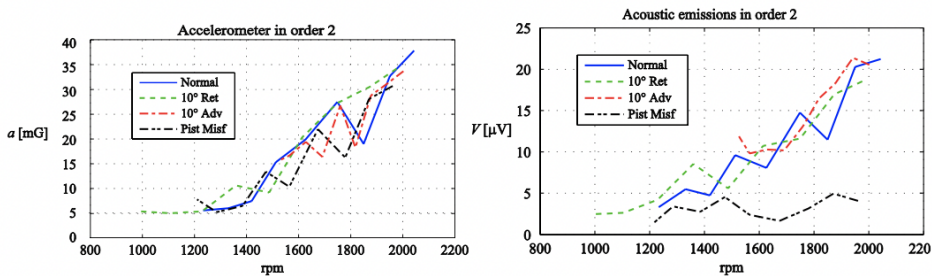 Accelerometer in order 2
40
35
30
25
20
15
10
5
0
a [mG]
Normal
10° Ret
10° Adv
Pist Misf
800 1000 1200 1400 1600 1800 2000 2200
rpm
Acoustic emissions in order 2
25
20
15
10
5
0
V [µV]
Normal
10° Ret
10° Adv
Pist Misf
800 1000 1200 1400 1600 1800 2000 2200
rpm